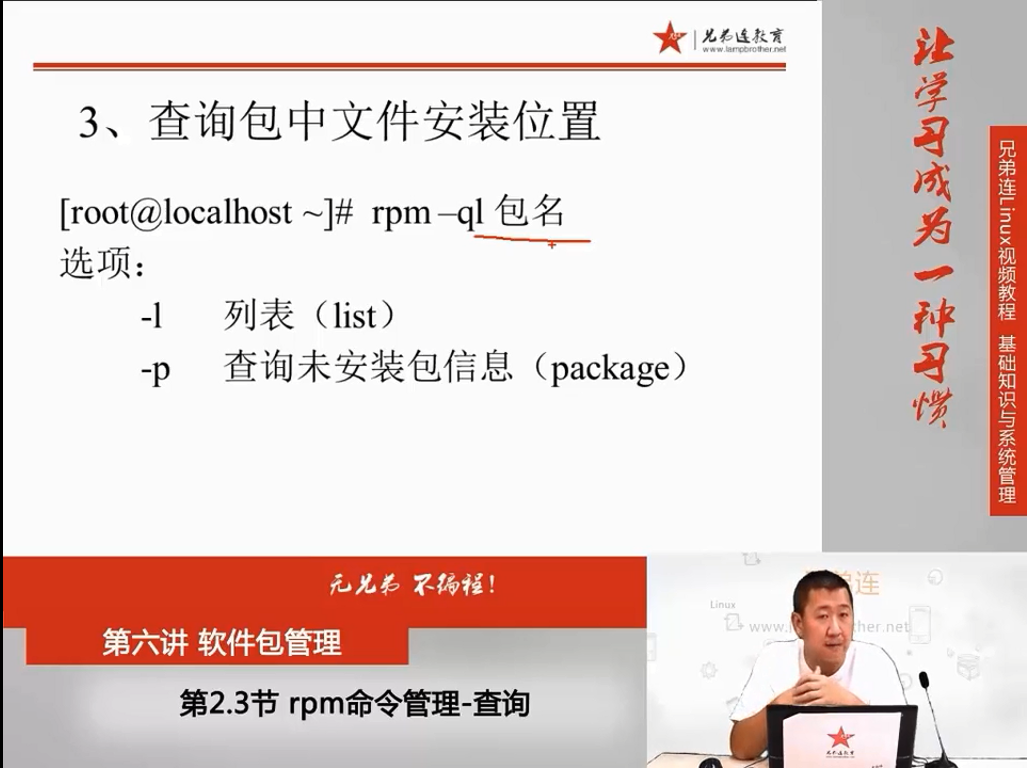 兄弟连教育
www.lampbrother.net
3、查询包中文件安装位置
[root@localhost ~]# rpm –ql 包名
选项：
-l 列表（list）
-p 查询未安装包信息（package）
让学习成为一种习惯
兄弟连Linux视频教程 基础知识与系统管理
无兄弟 不编程！
第六讲 软件包管理
第2.3节 rpm命令管理-查询
Linux
兄弟连教育